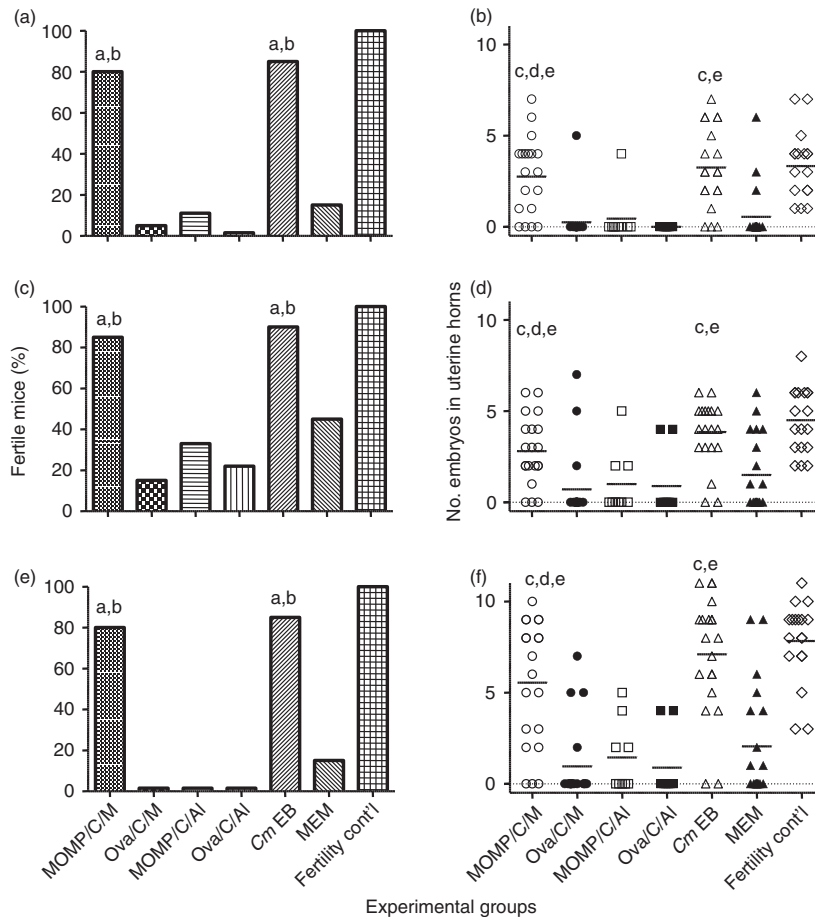 (a)
a,b
a,b
100
80
60
40
20
0
(b)
c,d,e
c,e
10
5
0
(c)
a,b
a,b
100
80
60
40
20
0
Fertile mice (%)
(d)
c,d,e
c,e
10
5
0
No. embryos in uterine horns
(e)
a,b
a,b
100
80
60
40
20
0
MOMP/C/M
Ova/C/M
MOMP/C/Al
Ova/C/Al
Cm EB
MEM
Fertility cont'l
(f)
c,d,e
c,e
10
5
0
MOMP/C/M
Ova/C/M
MOMP/C/Al
Ova/C/Al
Cm EB
MEM
Fertility cont'l
Experimental groups